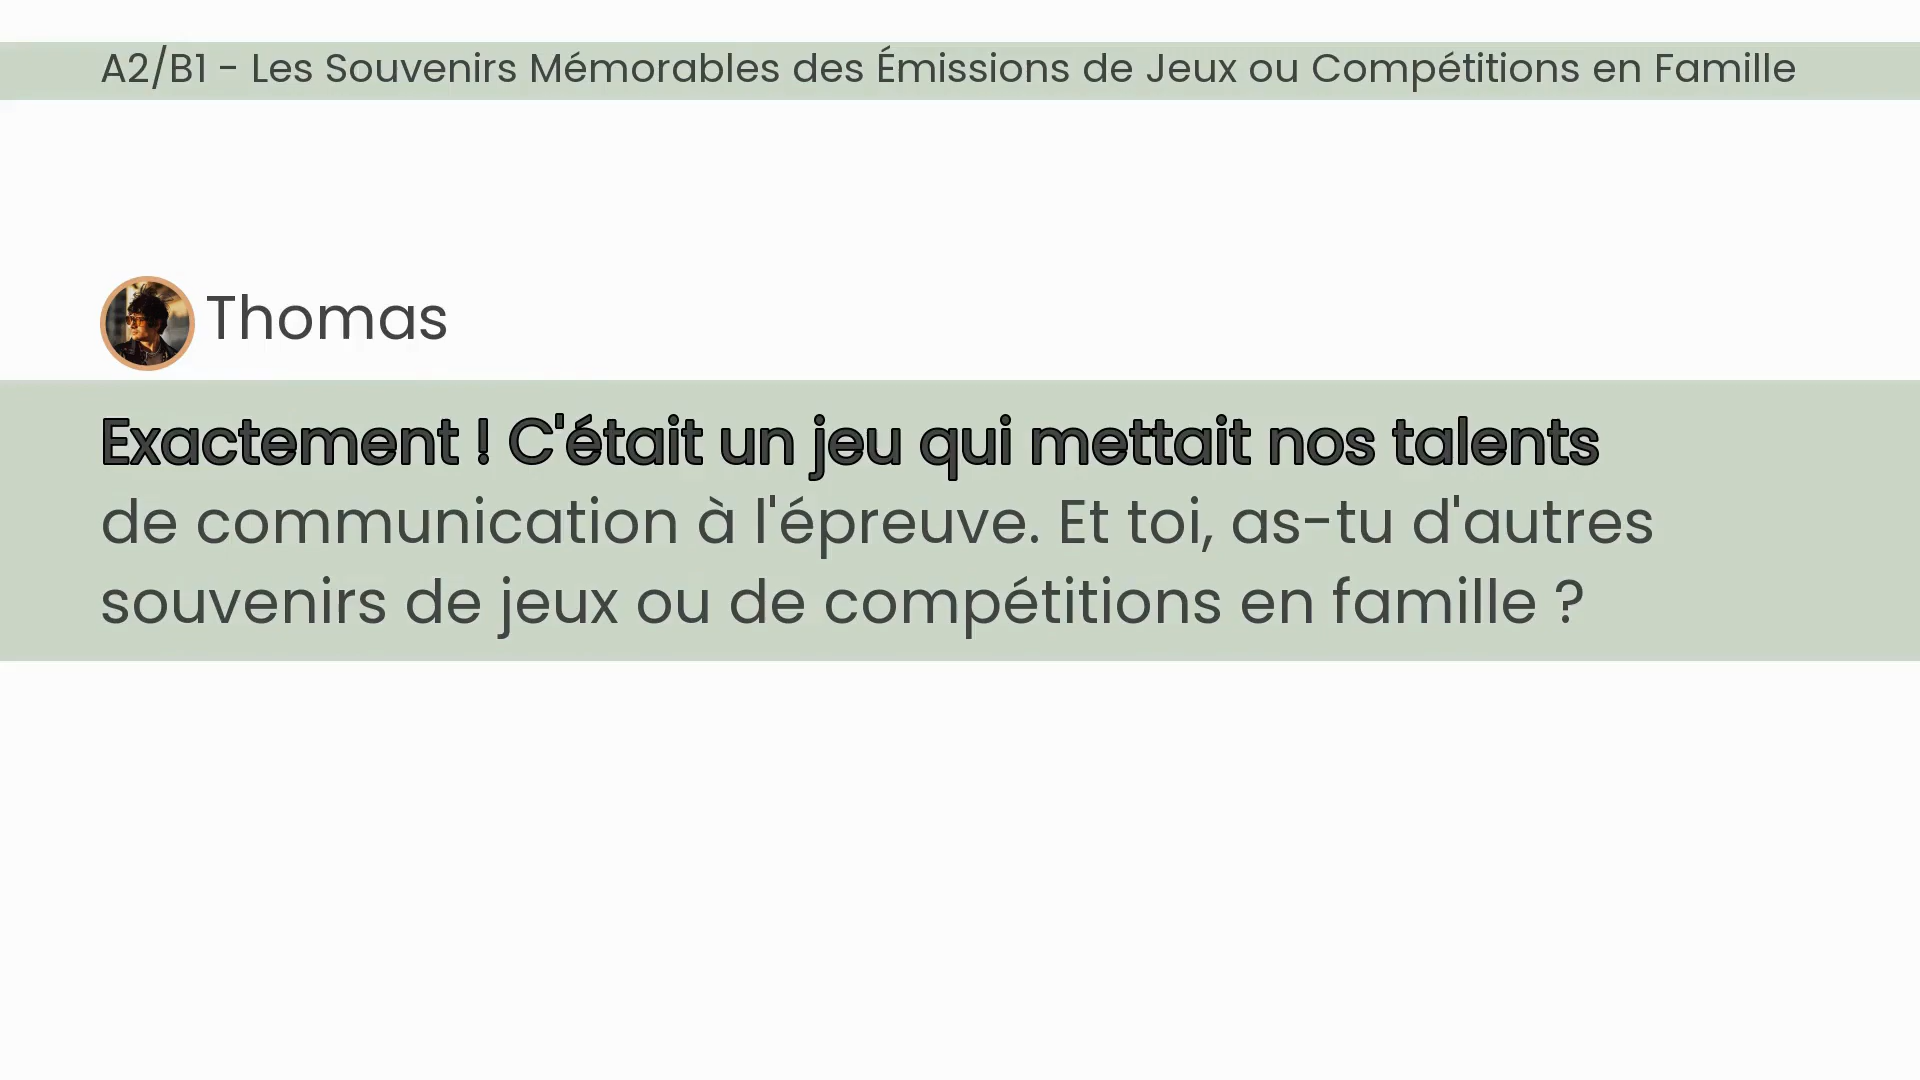 A2/B1 - Les Souvenirs Mémorables des Émissions de Jeux ou Compétitions en Famille
Thomas
Exactement ! C'était un jeu qui mettait nos talents
de communication à l'épreuve. Et toi, as-tu d'autres
souvenirs de jeux ou de compétitions en famille ?